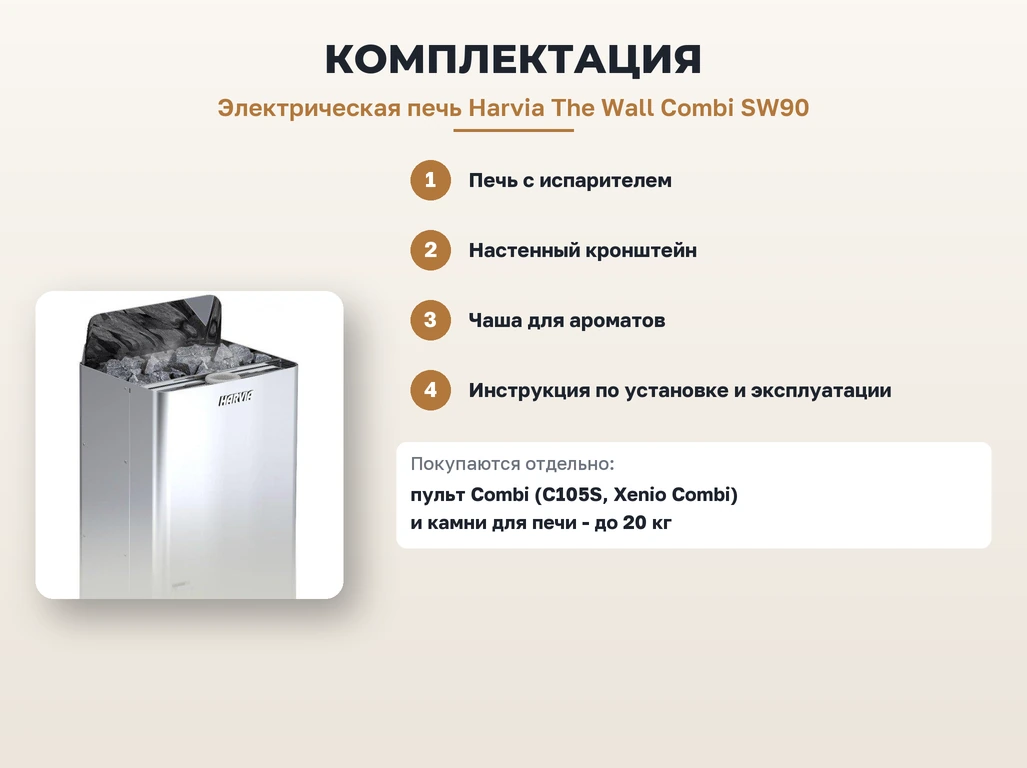 КОМПЛЕКТАЦИЯ
Электрическая печь Harvia The Wall Combi SW90
1 Печь с испарителем
2 Настенный кронштейн
3 Чаша для ароматов
4 Инструкция по установке и эксплуатации
HARVIA
Покупаются отдельно:
пульт Combi (C105S, Xenio Combi)
и камни для печи - до 20 кг